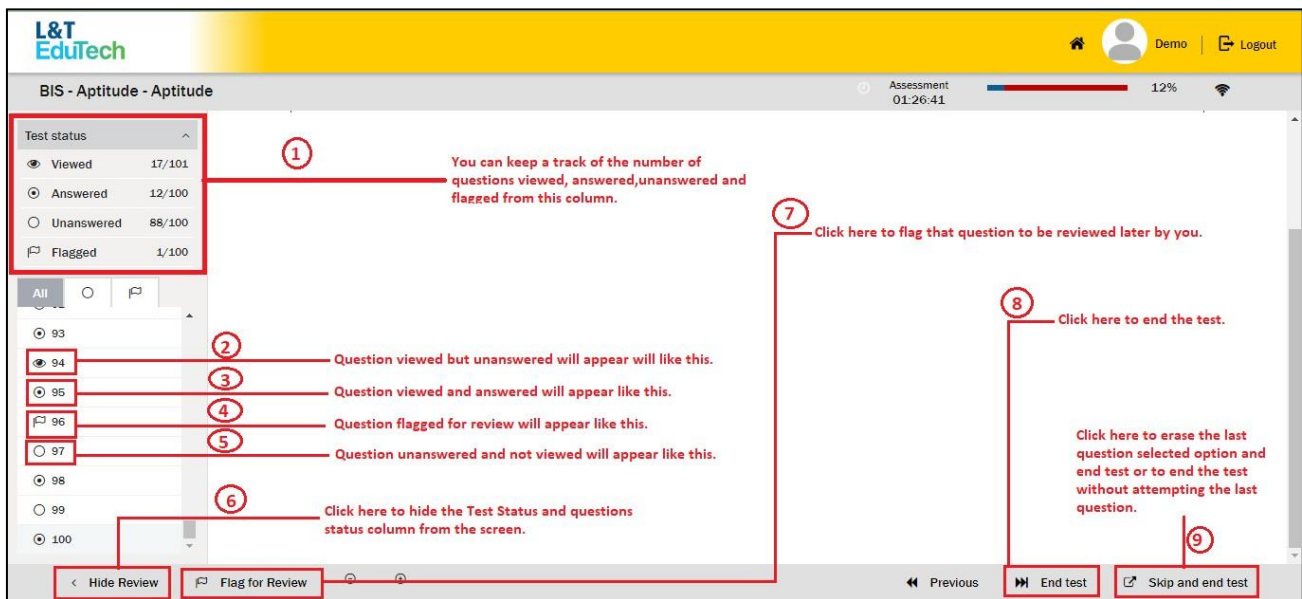 L&T
EduTech
Demo
Logout
BIS - Aptitude - Aptitude
Assessment
01:26:41
12%
Test status
Viewed 17/101
Answered 12/100
Unanswered 88/100
Flagged 1/100
1
You can keep a track of the number of
questions viewed, answered,unanswered and
flagged from this column.
7
Click here to flag that question to be reviewed later by you.
All
93
94
95
96
97
98
99
100
2
Question viewed but unanswered will appear will like this.
3
Question viewed and answered will appear like this.
4
Question flagged for review will appear like this.
5
Question unanswered and not viewed will appear like this.
6
Click here to hide the Test Status and questions
status column from the screen.
8
Click here to end the test.
Click here to erase the last
question selected option and
end test or to end the test
without attempting the last
question.
9
Hide Review
Flag for Review
Previous
End test
Skip and end test